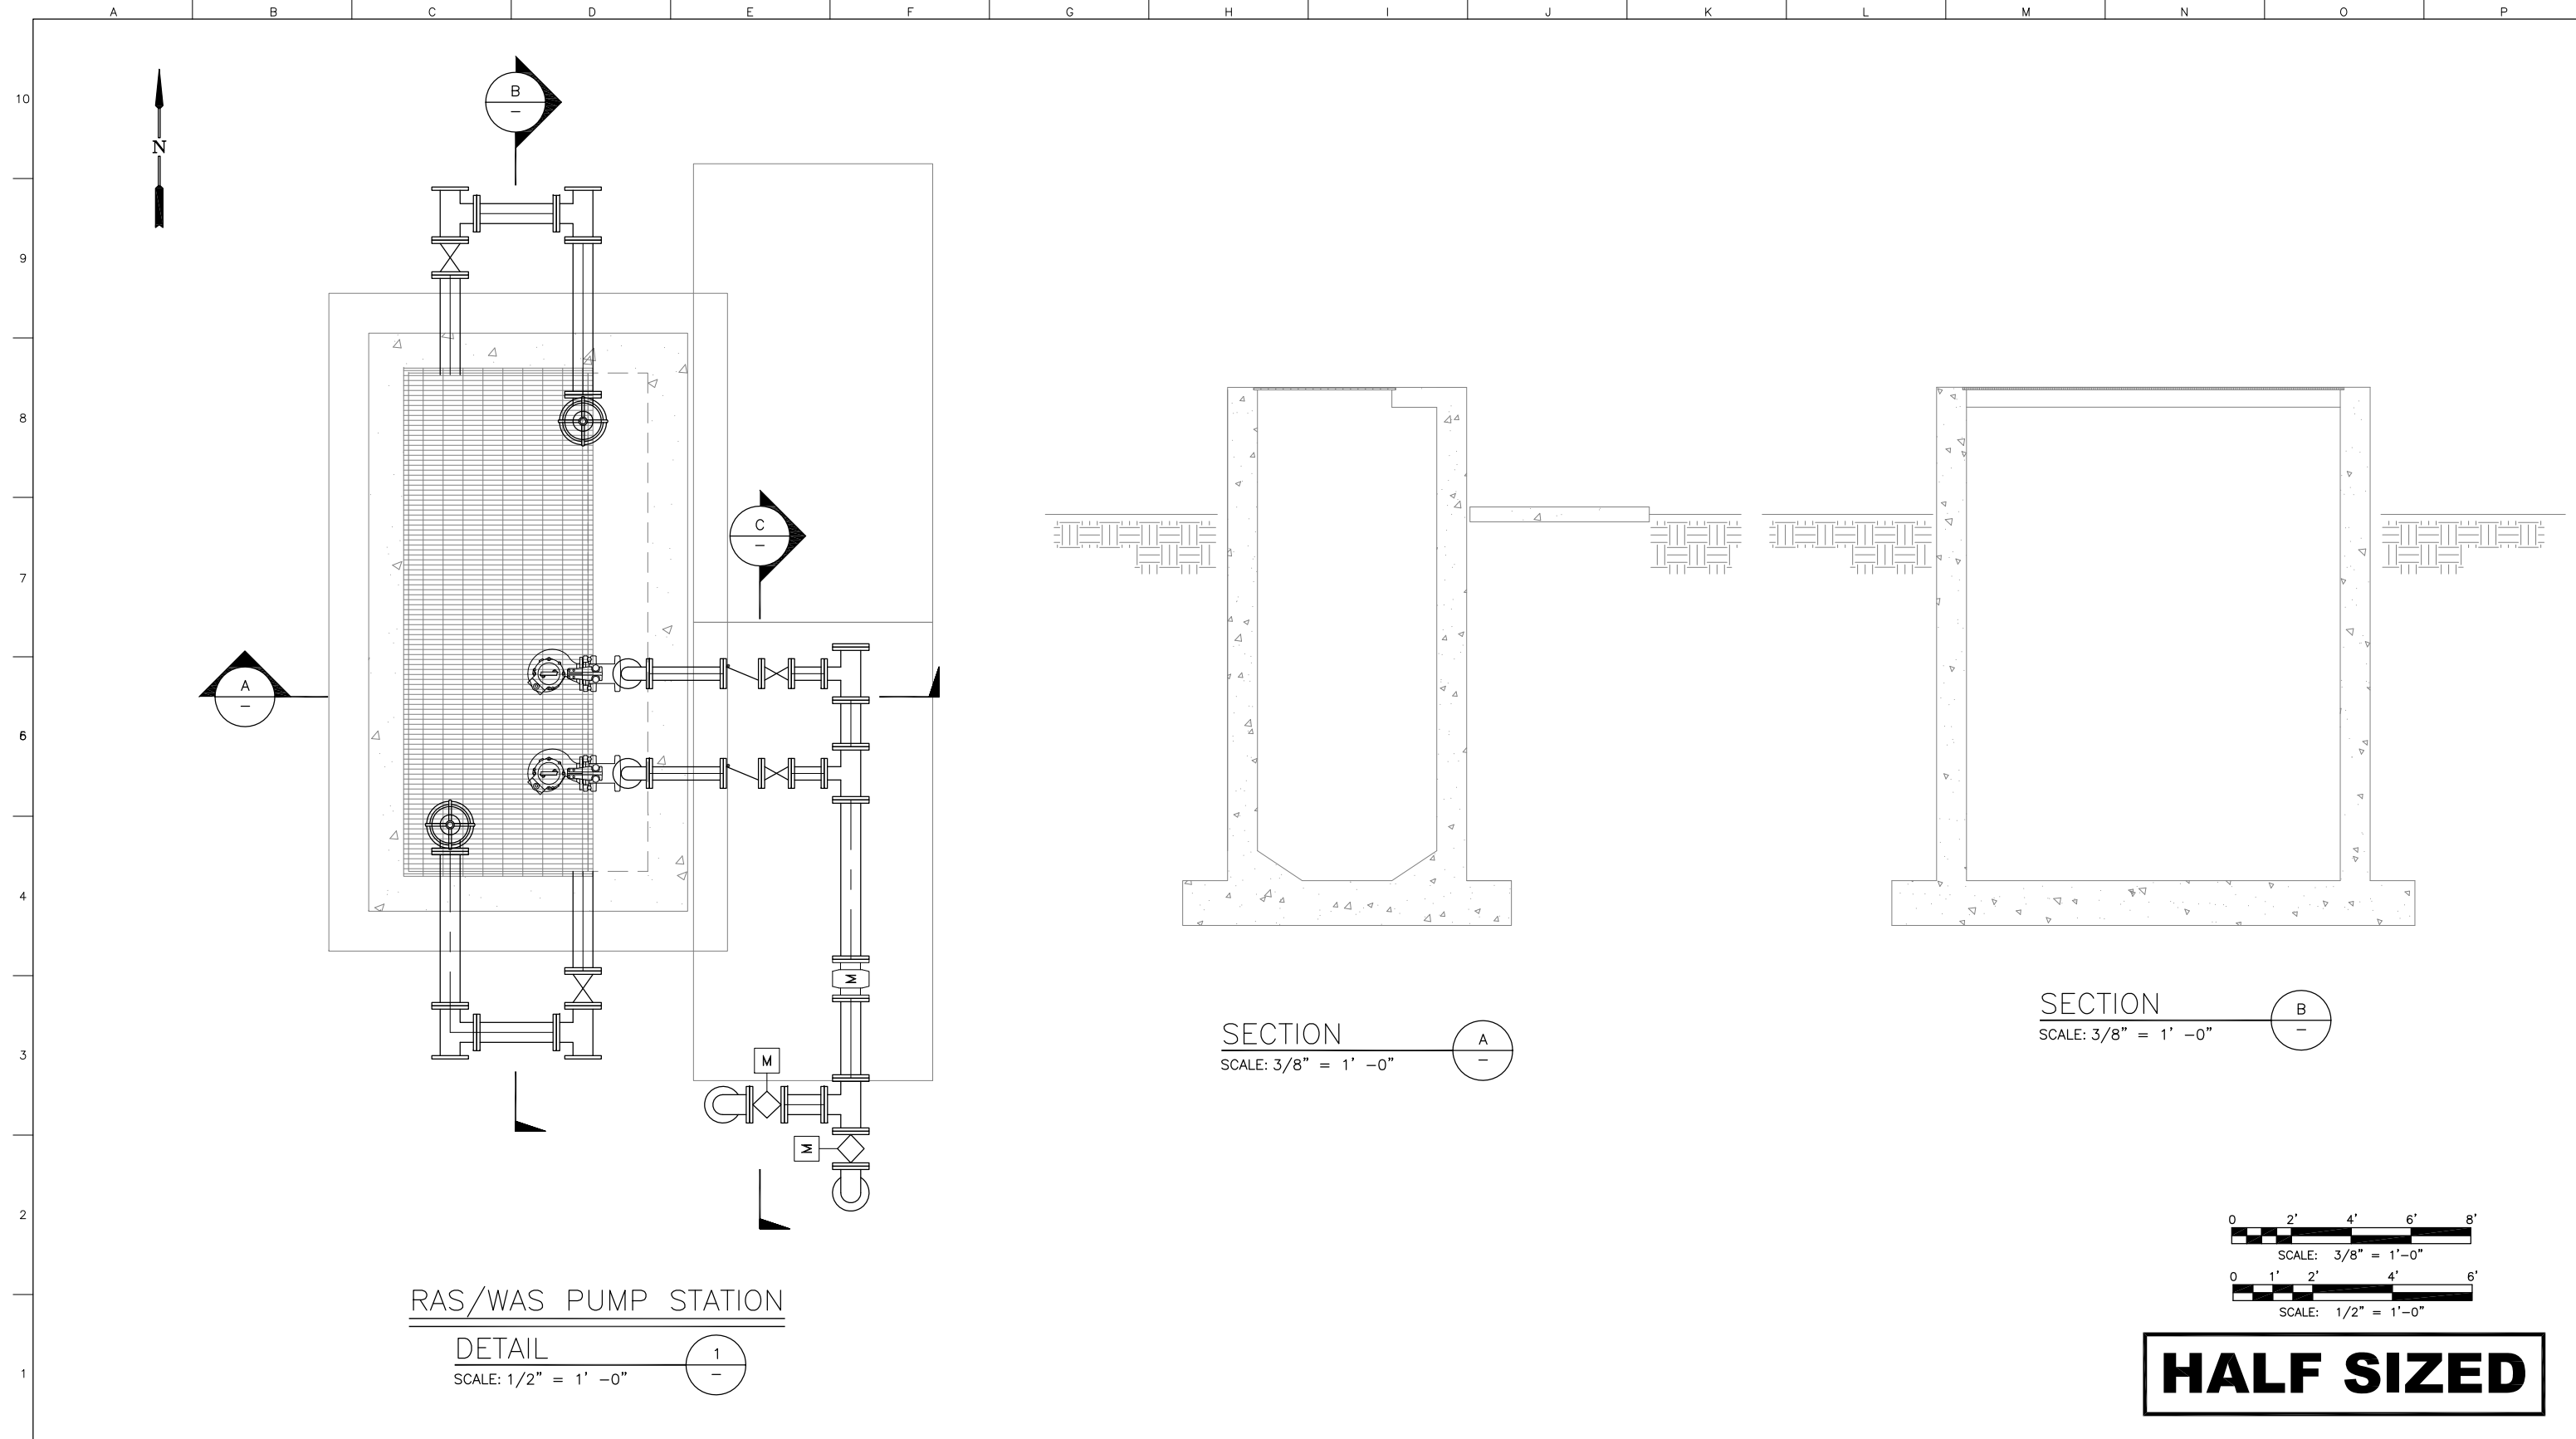 A B C D E F G H I J K L M N O P
10
9
8
7
6
4
3
2
1
N
B
–
C
–
A
–
M
M
M
RAS/WAS PUMP STATION
DETAIL
SCALE: 1/2" = 1' -0"
1
–
SECTION
SCALE: 3/8" = 1' -0"
A
–
SECTION
SCALE: 3/8" = 1' -0"
B
–
0 2' 4' 6' 8'
SCALE: 3/8" = 1'-0"
0 1' 2' 4' 6'
SCALE: 1/2" = 1'-0"
HALF SIZED